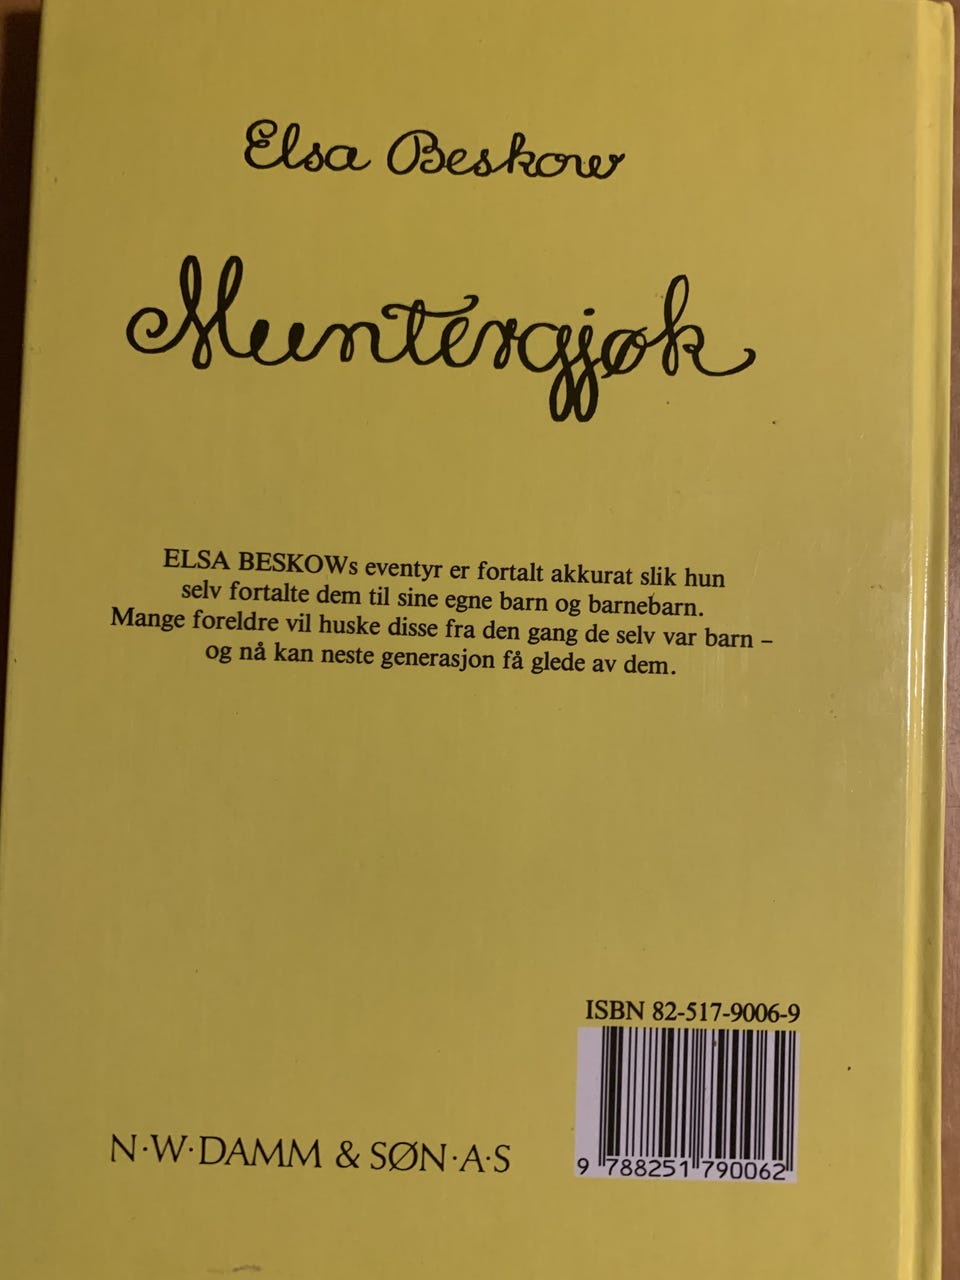 Elsa Beskow
Muntergjøk
ELSA BESKOWs eventyr er fortalt akkurat slik hun
selv fortalte dem til sine egne barn og barnebarn.
Mange foreldre vil huske disse fra den gang de selv var barn –
og nå kan neste generasjon få glede av dem.
ISBN 82-517-9006-9
9 788251 790062
N·W·DAMM & SØN·A·S